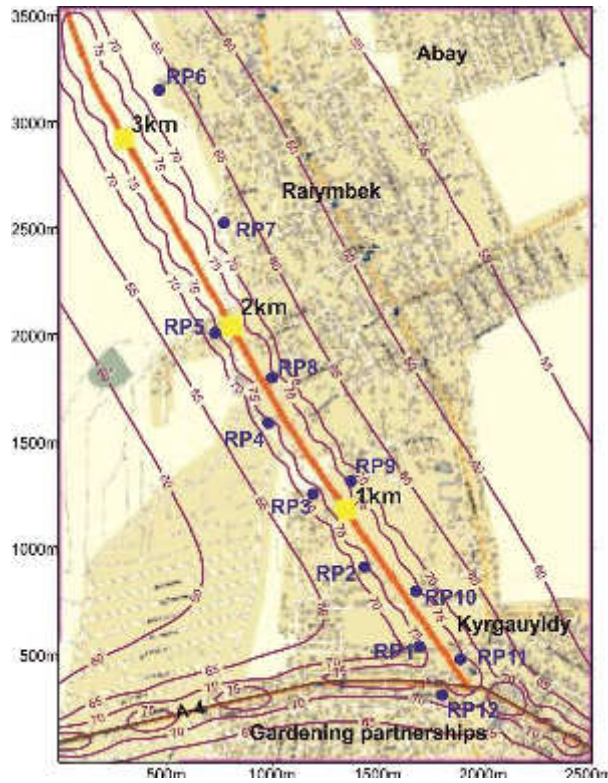 3500m
Abay
RP6
3km
3000m
Raiymbek
2500m
RP7
2km
2000m
RP5
RP8
1500m
RP4
RP9
RP3
1km
1000m
RP2
RP10
Kyrgauyldy
500m
RP1
RP11
RP12
A-4
Gardening partnerships
500m
1000m
1500m
2000m
2500m